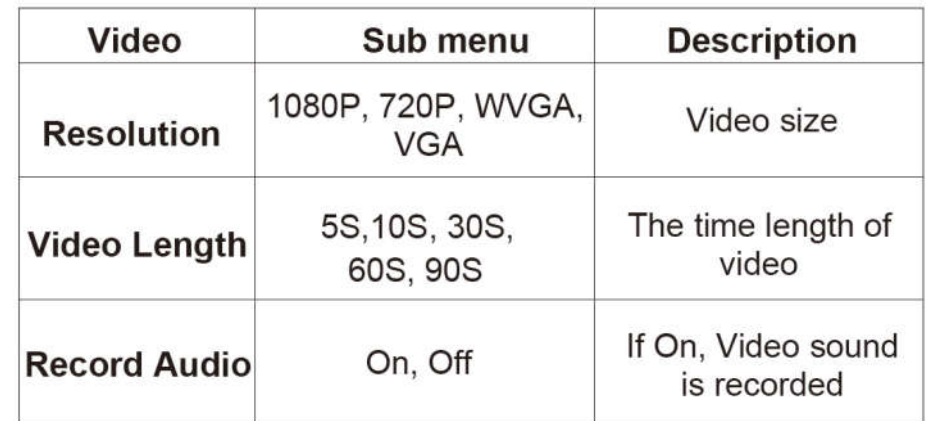 Video Sub menu Description
Resolution 1080P, 720P, WVGA, VGA Video size
Video Length 5S,10S, 30S, 60S, 90S The time length of video
Record Audio On, Off If On, Video sound is recorded